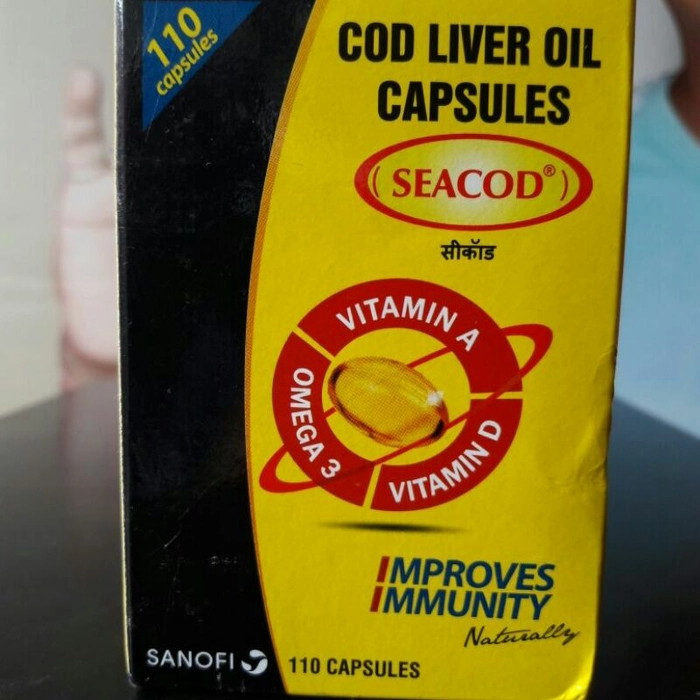 110
capsules
COD LIVER OIL
CAPSULES
(SEACOD®)
सीकॉड
VITAMIN A
OMEGA 3
VITAMIN D
IMPROVES
IMMUNITY
Naturally
SANOFI
110 CAPSULES